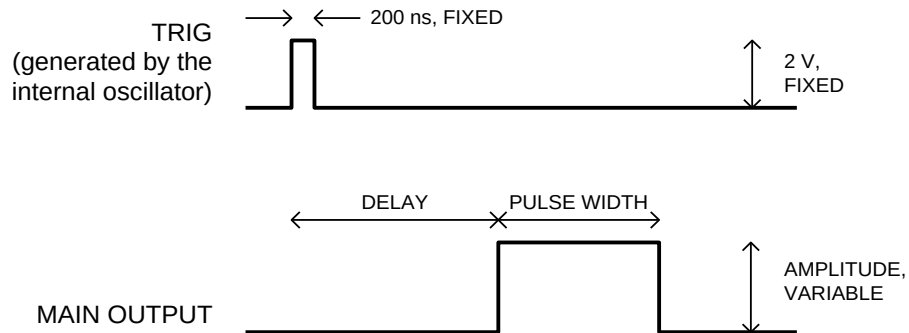 200 ns, FIXED
TRIG
(generated by the
internal oscillator)
2 V,
FIXED
DELAY
PULSE WIDTH
AMPLITUDE,
VARIABLE
MAIN OUTPUT